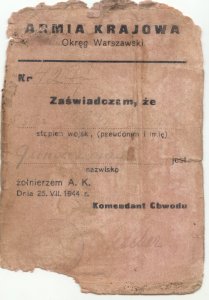 ARMIA KRAJOWA
Okręg Warszawski
Nr
Zaświadczam, że
stopień wojsk., (pseudonim i imię)
jest
nazwisko
żołnierzem A. K.
Dnia 25. VII. 1944 r.
Komendant Obwodu